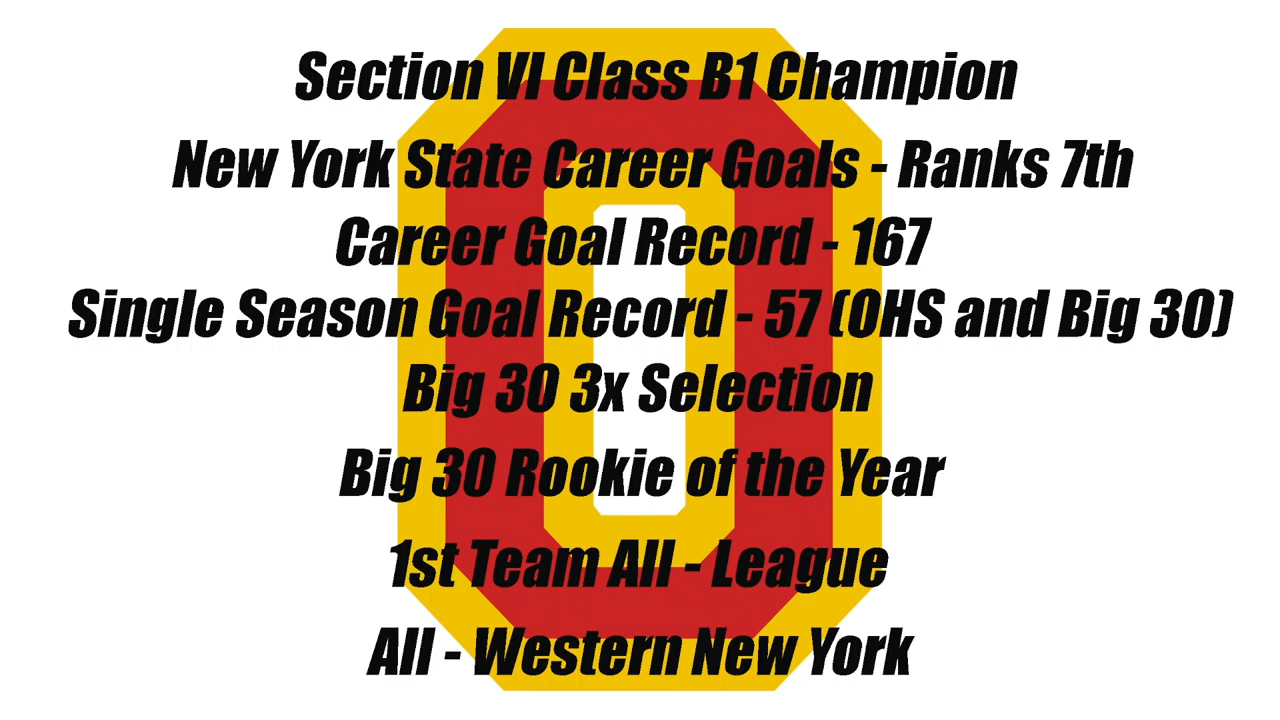 Section VI Class B1 Champion
New York State Career Goals - Ranks 7th
Career Goal Record - 167
Single Season Goal Record - 57 (OHS and Big 30)
Big 30 3x Selection
Big 30 Rookie of the Year
1st Team All - League
All - Western New York